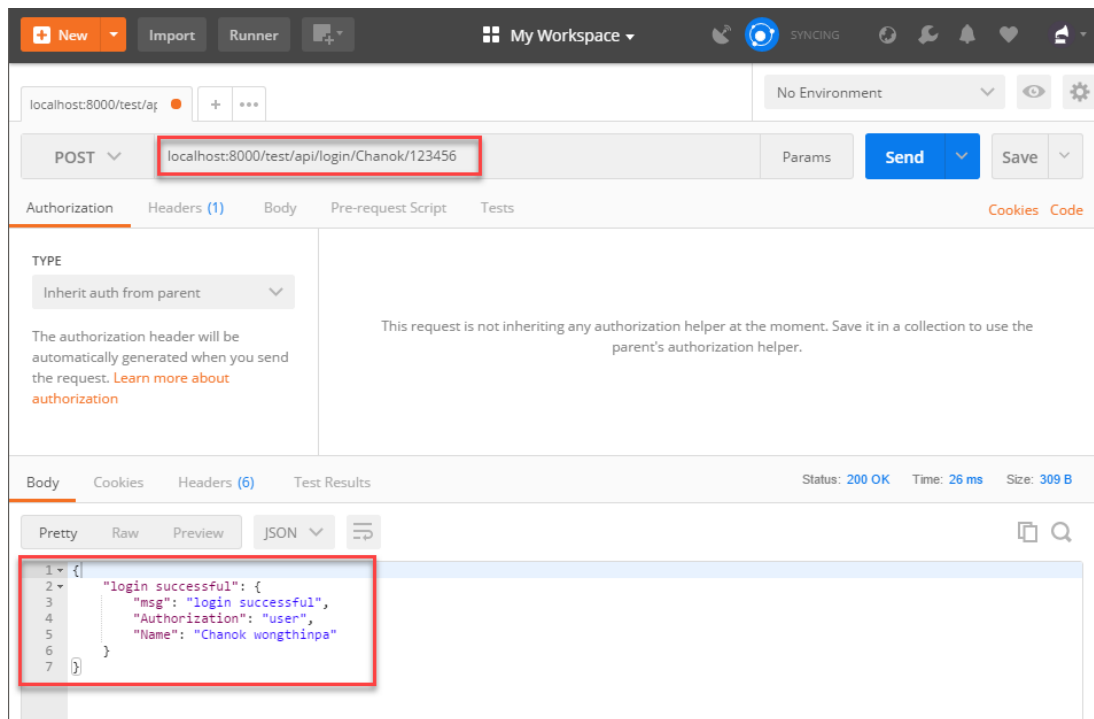 New Import Runner My Workspace SYNCING
localhost:8000/test/ap + ••• No Environment
POST localhost:8000/test/api/login/Chanok/123456 Params Send Save
Authorization Headers (1) Body Pre-request Script Tests Cookies Code
TYPE
Inherit auth from parent
The authorization header will be
automatically generated when you send
the request. Learn more about
authorization
This request is not inheriting any authorization helper at the moment. Save it in a collection to use the
parent's authorization helper.
Body Cookies Headers (6) Test Results Status: 200 OK Time: 26 ms Size: 309 B
Pretty Raw Preview JSON
1 {
2 "login successful": {
3 "msg": "login successful",
4 "Authorization": "user",
5 "Name": "Chanok wongthinpa"
6 }
7 }